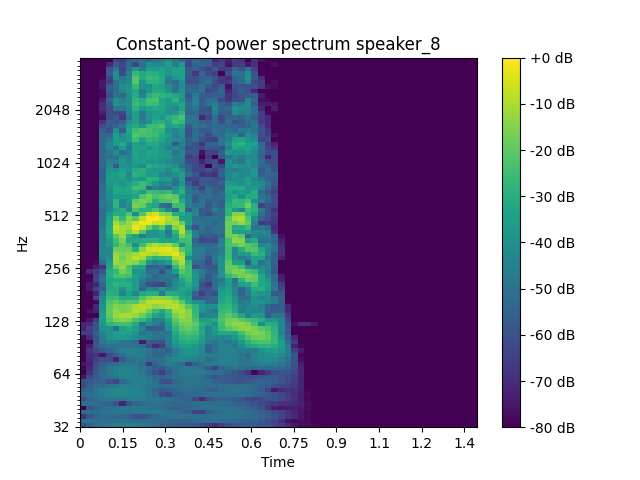 Constant-Q power spectrum speaker_8
+0 dB
2048
-10 dB
1024
-20 dB
-30 dB
512
Hz
-40 dB
256
-50 dB
128
-60 dB
64
-70 dB
32
-80 dB
0 0.15 0.3 0.45 0.6 0.75 0.9 1.1 1.2 1.4
Time